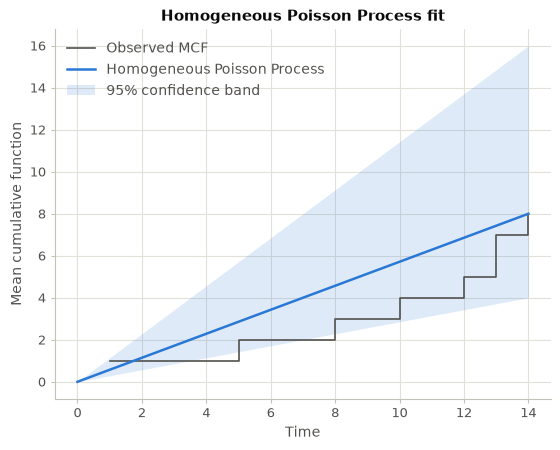 Homogeneous Poisson Process fit
Observed MCF
Homogeneous Poisson Process
95% confidence band
Mean cumulative function
16
14
12
10
8
6
4
2
0
0 2 4 6 8 10 12 14
Time